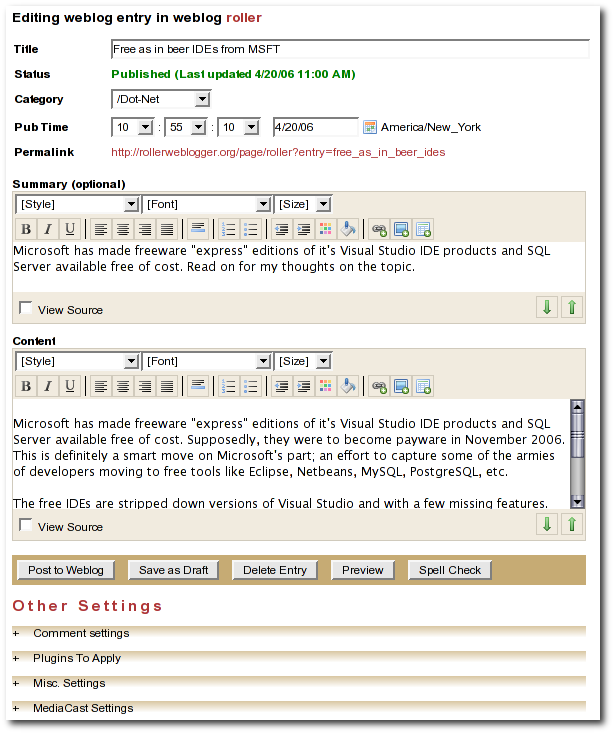 Editing weblog entry in weblog roller
Title Free as in beer IDEs from MSFT
Status Published (Last updated 4/20/06 11:00 AM)
Category /Dot-Net
Pub Time 10 : 55 : 10 4/20/06 America/New_York
Permalink http://rollerweblogger.org/page/roller?entry=free_as_in_beer_ides
Summary (optional)
[Style] [Font] [Size]
B I U
Microsoft has made freeware "express" editions of it's Visual Studio IDE products and SQL
Server available free of cost. Read on for my thoughts on the topic.
View Source
Content
[Style] [Font] [Size]
B I U
Microsoft has made freeware "express" editions of it's Visual Studio IDE products and SQL
Server available free of cost. Supposedly, they were to become payware in November 2006.
This is definitely a smart move on Microsoft's part; an effort to capture some of the armies
of developers moving to free tools like Eclipse, Netbeans, MySQL, PostgreSQL, etc.
The free IDEs are stripped down versions of Visual Studio and with a few missing features.
View Source
Post to Weblog Save as Draft Delete Entry Preview Spell Check
Other Settings
+ Comment settings
+ Plugins To Apply
+ Misc. Settings
+ MediaCast Settings